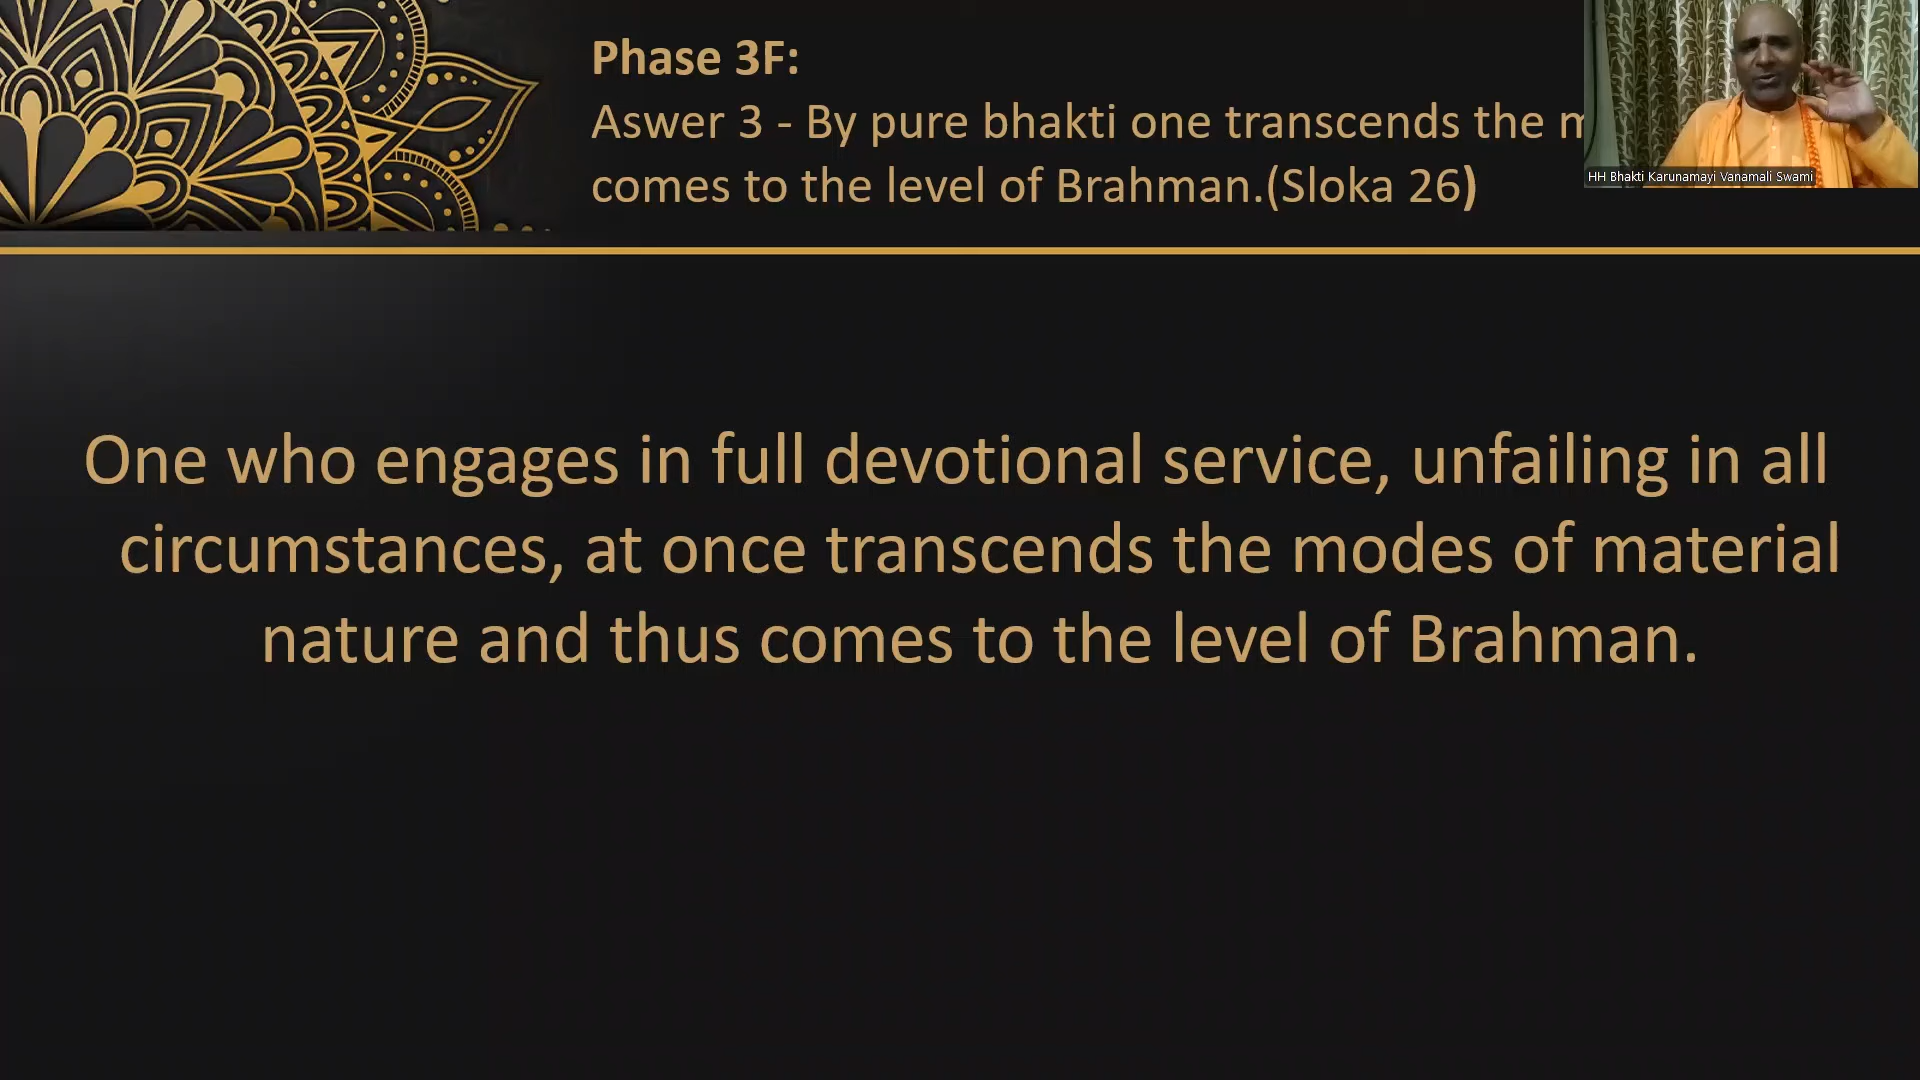 Phase 3F:
Aswer 3 - By pure bhakti one transcends the
comes to the level of Brahman.(Sloka 26)
HH Bhakti Karunamayi Vanamali Swami
One who engages in full devotional service, unfailing in all
circumstances, at once transcends the modes of material
nature and thus comes to the level of Brahman.